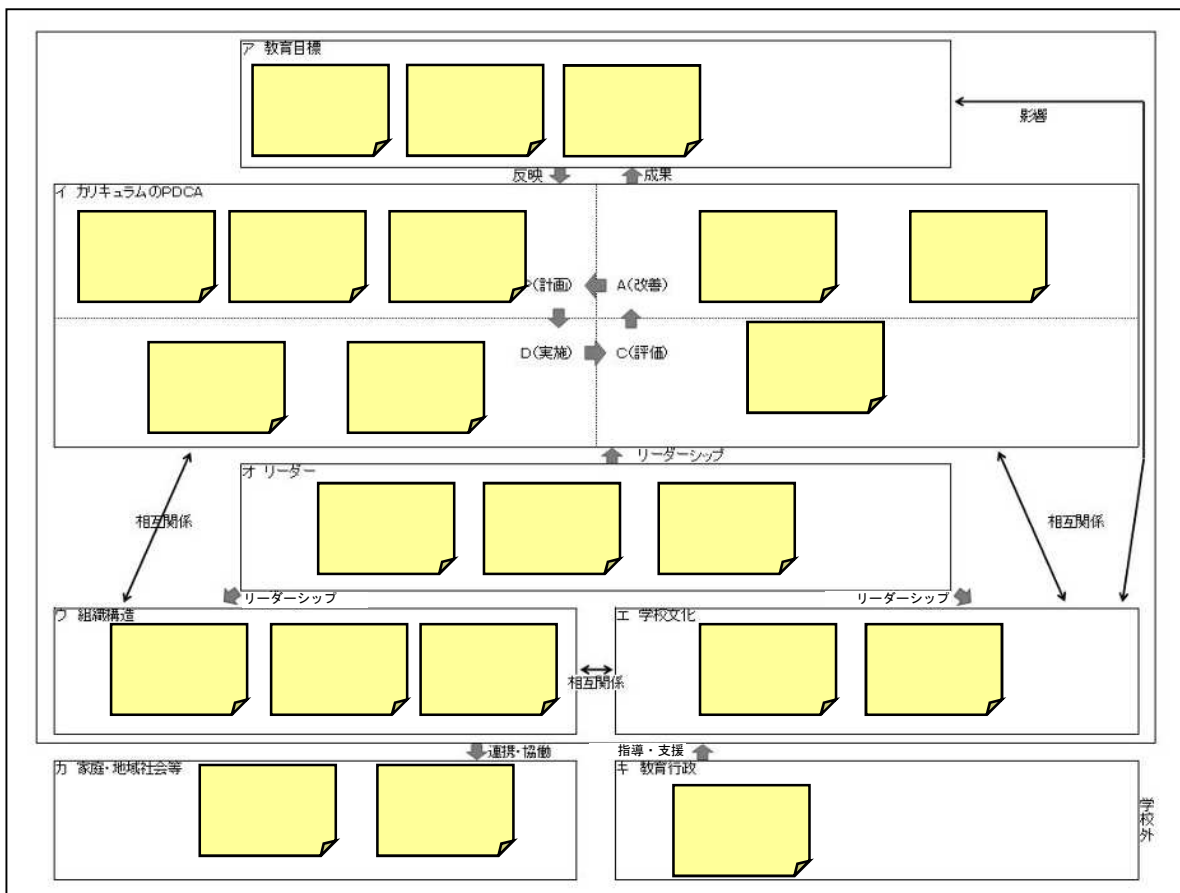 ア 教育目標
影響
反映
成果
イ カリキュラムのPDCA
P(計画)
A(改善)
D(実施)
C(評価)
リーダーシップ
オ リーダー
相互関係
相互関係
リーダーシップ
リーダーシップ
ウ 組織構造
エ 学校文化
相互関係
連携・協働
指導・支援
カ 家庭・地域社会等
キ 教育行政
学校外